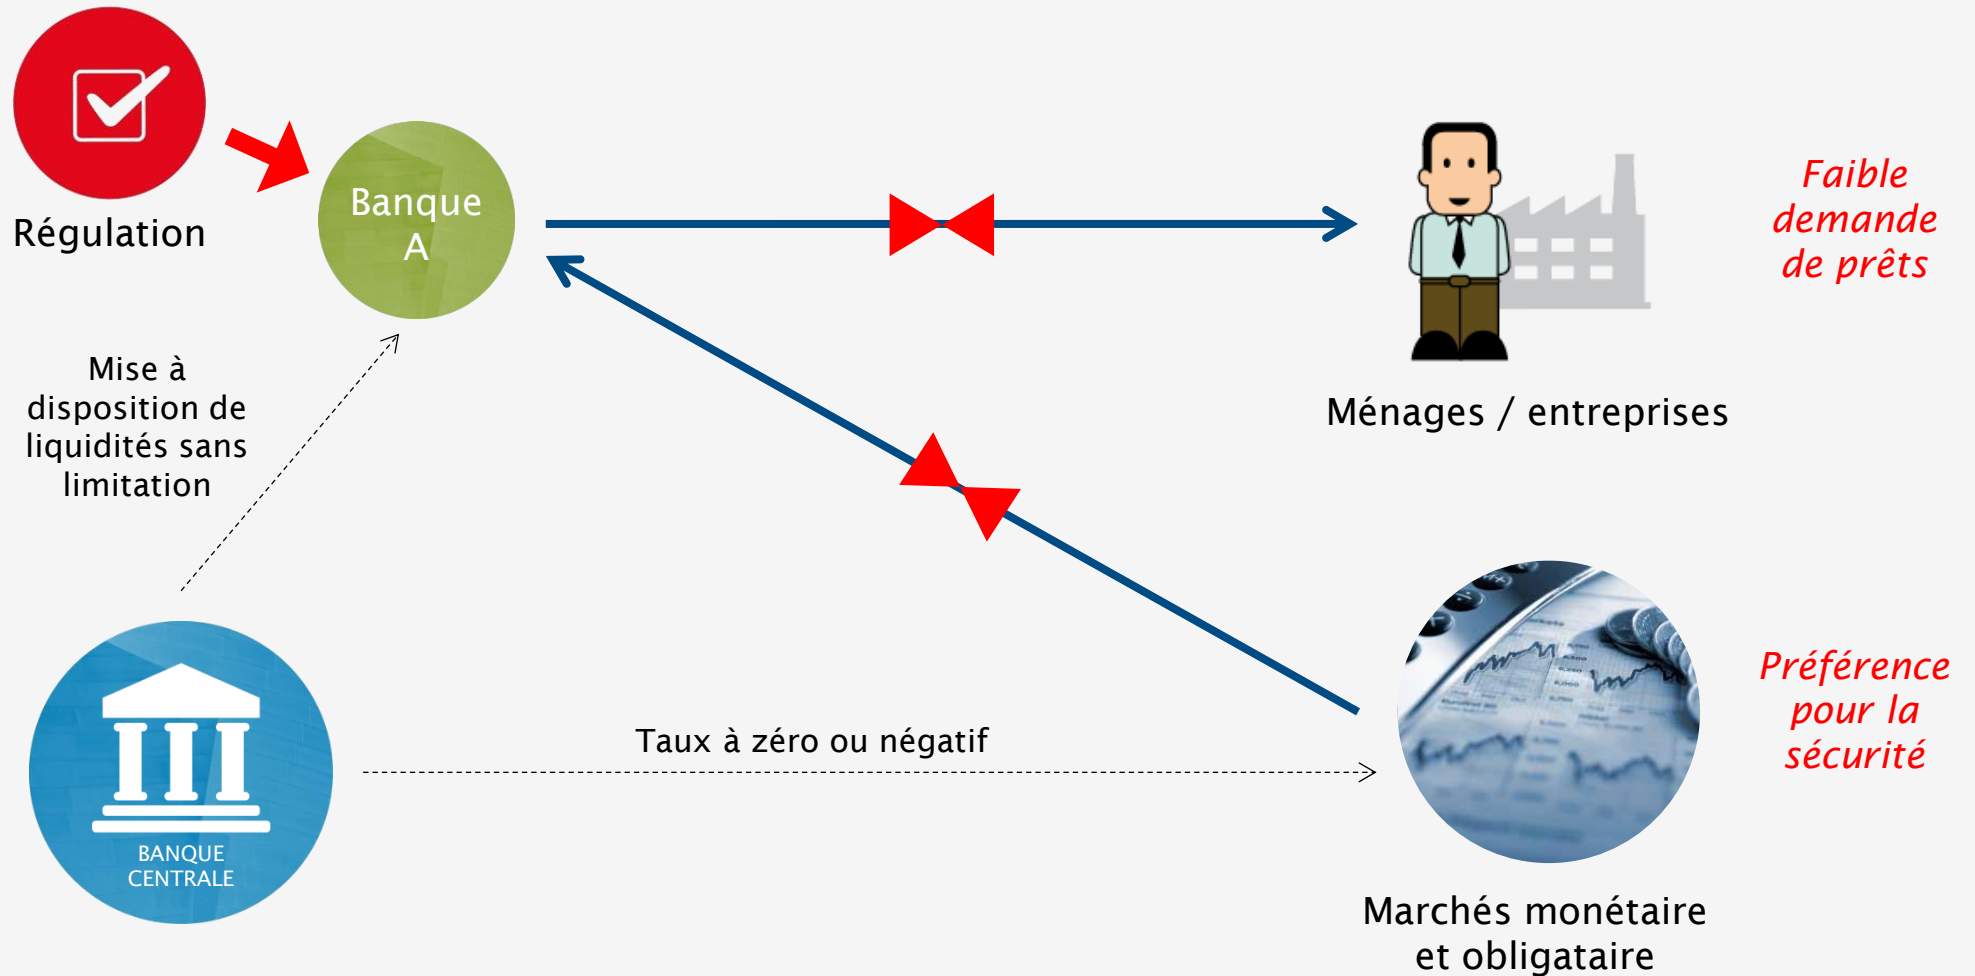 Régulation
Banque
A
Faible
demande
de prêts
Ménages / entreprises
Mise à
disposition de
liquidités sans
limitation
BANQUE
CENTRALE
Taux à zéro ou négatif
Préférence
pour la
sécurité
Marchés monétaire
et obligataire